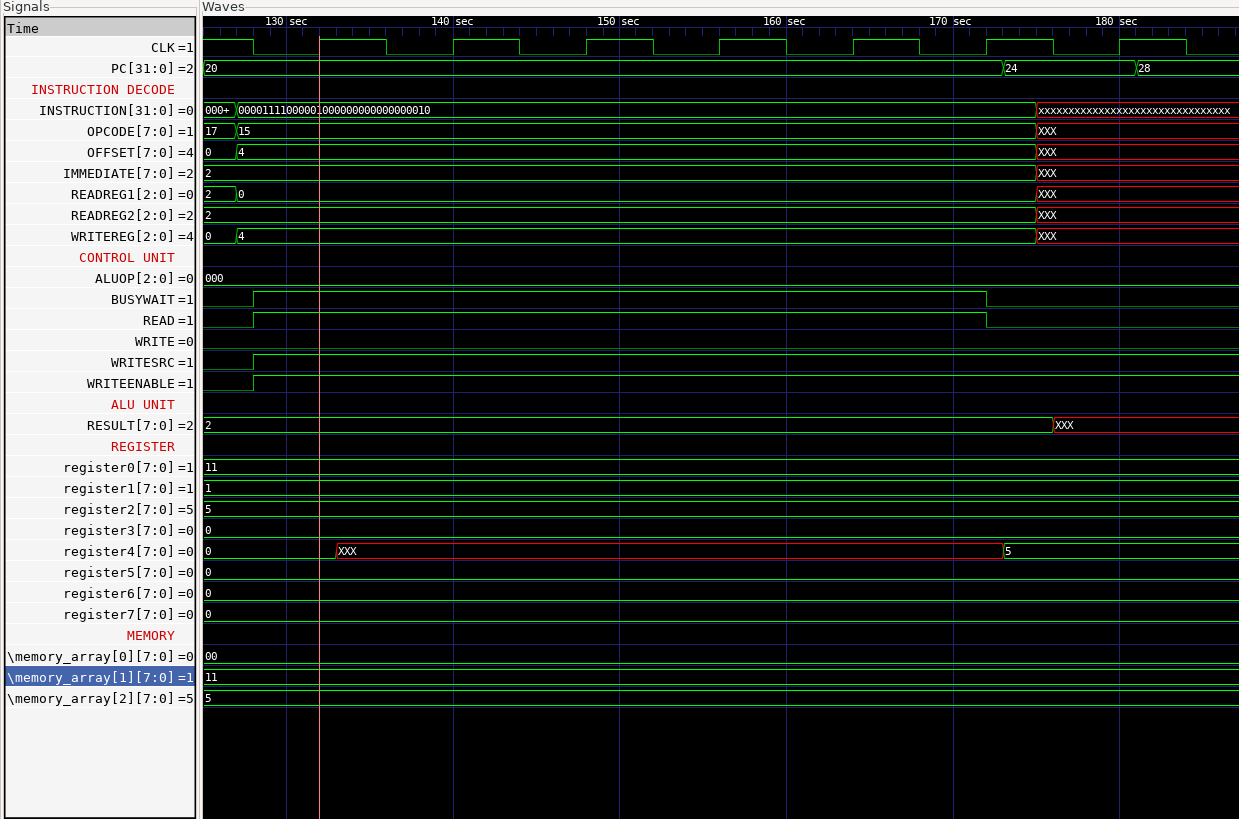 Signals Waves
Time 130 sec 140 sec 150 sec 160 sec 170 sec 180 sec
CLK=1
PC[31:0]=2 20 24 28
INSTRUCTION DECODE
INSTRUCTION[31:0]=0 000+ 00001111000001000000000000000010 xxxxxxxxxxxxxxxxxxxxxxxxxxxxxxxx
OPCODE[7:0]=1 17 15 XXX
OFFSET[7:0]=4 0 4 XXX
IMMEDIATE[7:0]=2 2 XXX
READREG1[2:0]=0 2 0 XXX
READREG2[2:0]=2 2 XXX
WRITEREG[2:0]=4 0 4 XXX
CONTROL UNIT
ALUOP[2:0]=0 000
BUSYWAIT=1
READ=1
WRITE=0
WRITESRC=1
WRITEENABLE=1
ALU UNIT
RESULT[7:0]=2 2 XXX
REGISTER
register0[7:0]=1 11
register1[7:0]=1 1
register2[7:0]=5 5
register3[7:0]=0 0
register4[7:0]=0 0 XXX 5
register5[7:0]=0 0
register6[7:0]=0 0
register7[7:0]=0 0
MEMORY
\memory_array[0][7:0]=0 00
\memory_array[1][7:0]=1 11
\memory_array[2][7:0]=5 5